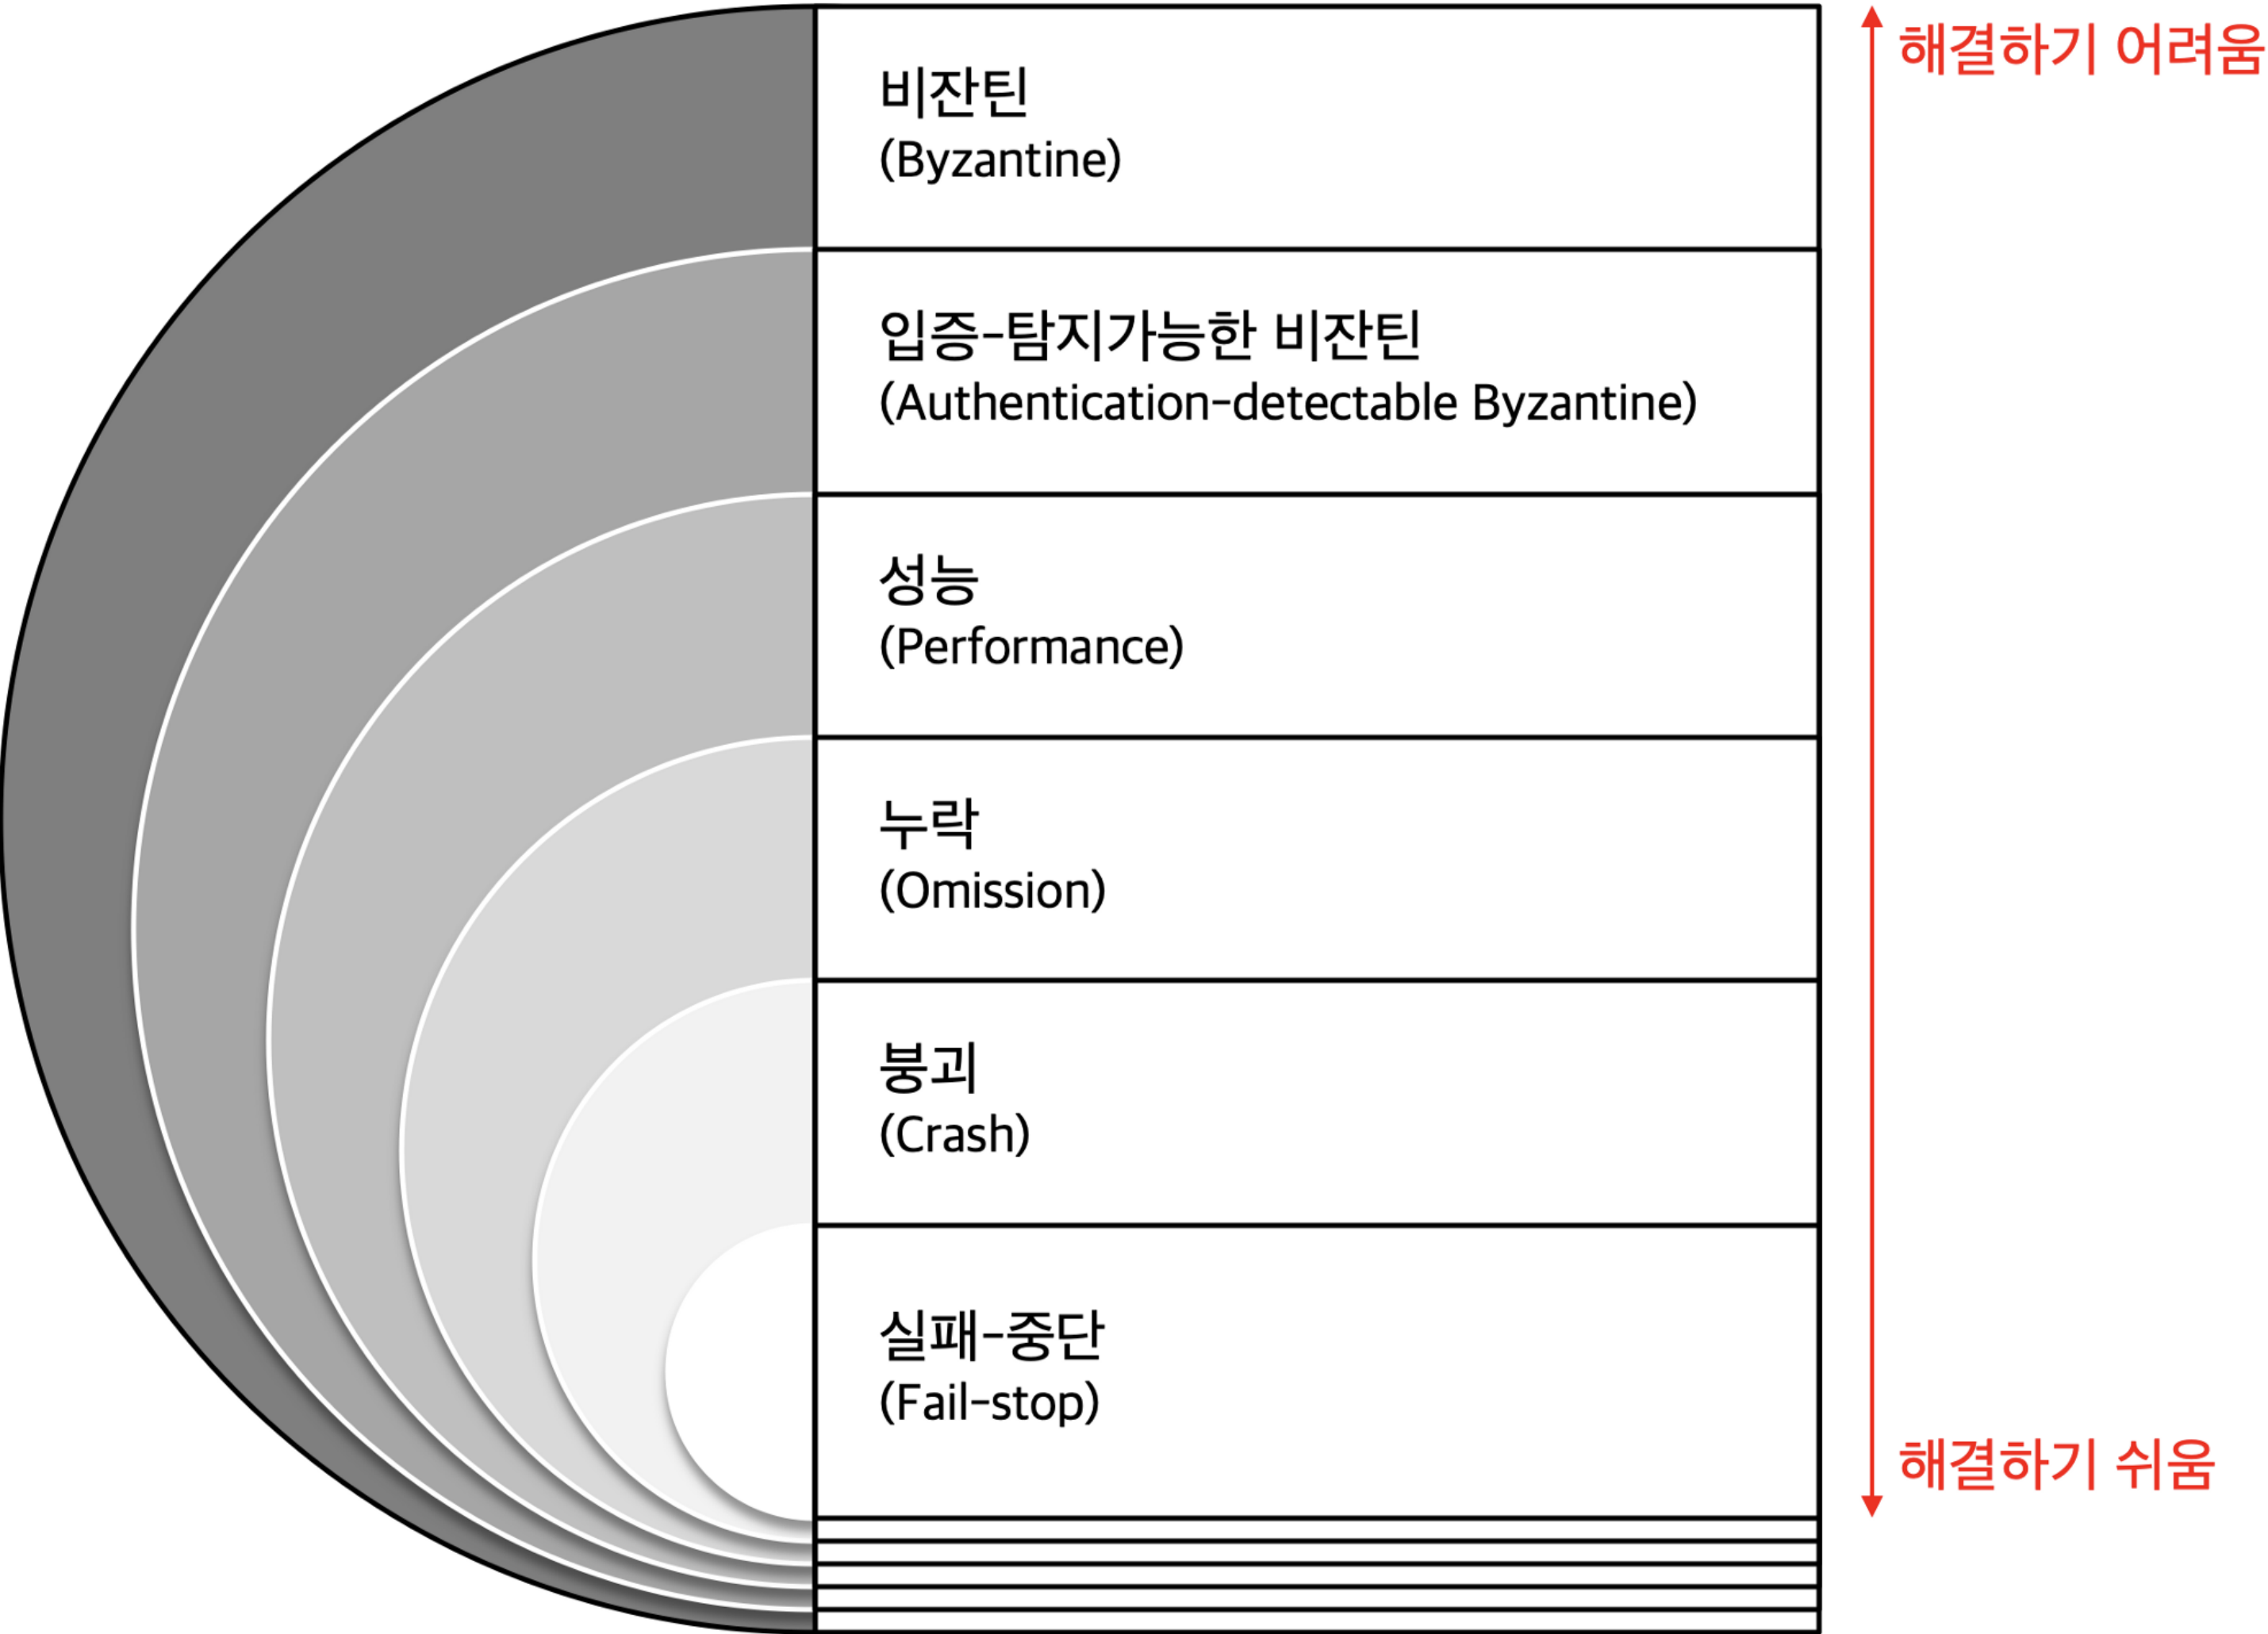 해결하기 어려움
비잔틴
(Byzantine)
입증-탐지가능한 비잔틴
(Authentication-detectable Byzantine)
성능
(Performance)
누락
(Omission)
붕괴
(Crash)
실패-중단
(Fail-stop)
해결하기 쉬움